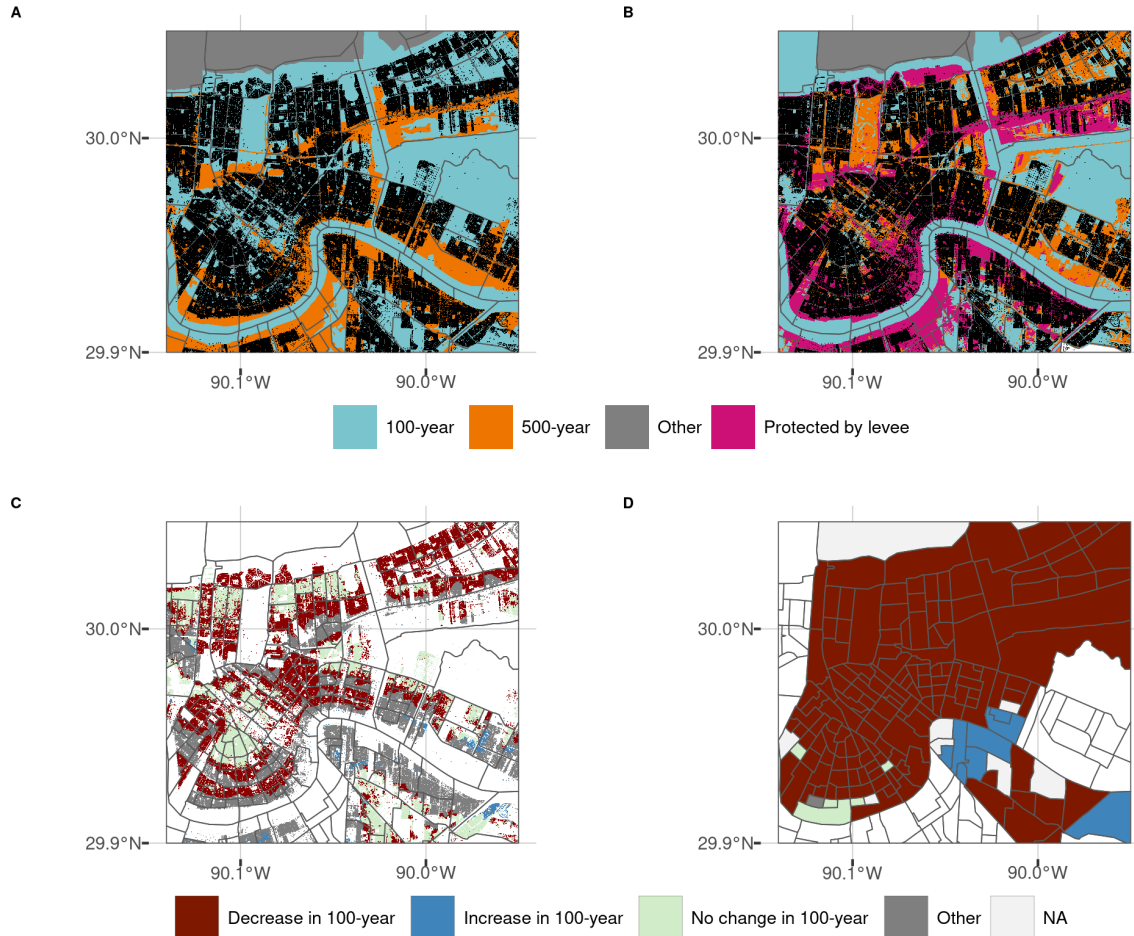 A
B
30.0°N
30.0°N
29.9°N
29.9°N
90.1°W
90.0°W
90.1°W
90.0°W
100-year
500-year
Other
Protected by levee
C
D
30.0°N
30.0°N
29.9°N
29.9°N
90.1°W
90.0°W
90.1°W
90.0°W
Decrease in 100-year
Increase in 100-year
No change in 100-year
Other
NA